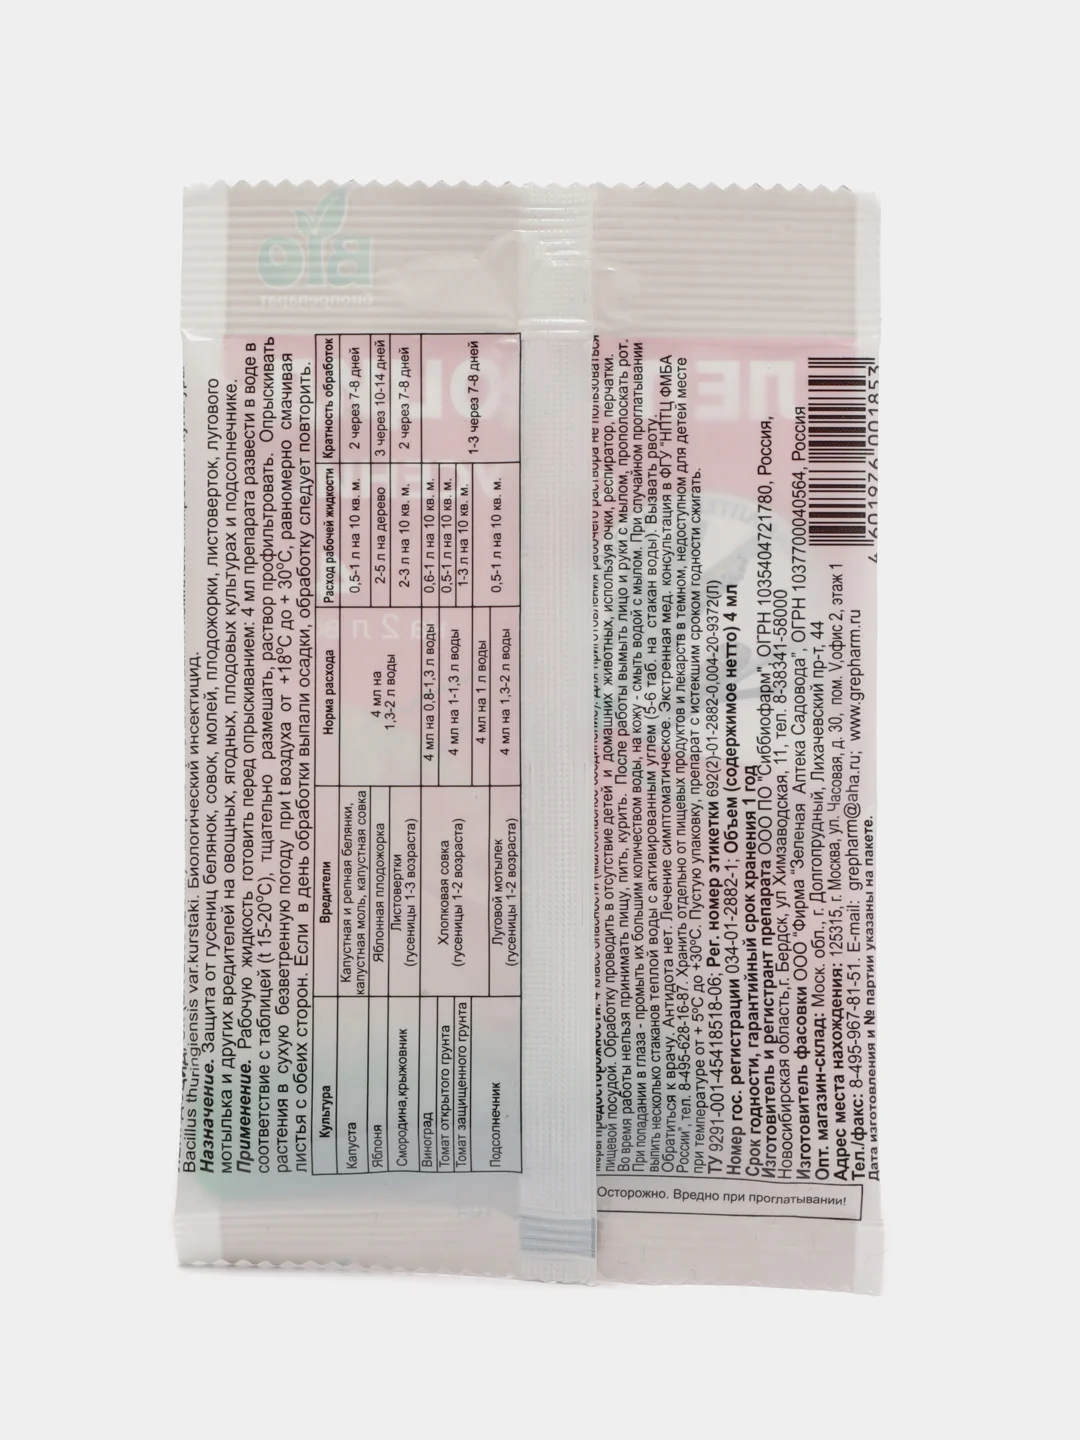 Bacillus thuringiensis var.kurstaki. Биологический инсектицид.
Назначение. Защита от гусениц белянок, совок, молей, плодожорки, листоверток, лугового
мотылька и других вредителей на овощных, ягодных, плодовых культурах и подсолнечнике.
Применение. Рабочую жидкость готовить перед опрыскиванием: 4 мл препарата развести в воде в
соответствие с таблицей (t 15-20°С), тщательно размешать, раствор профильтровать. Опрыскивать
растения в сухую безветренную погоду при t воздуха от +18°С до + 30°С, равномерно смачивая
листья с обеих сторон. Если в день обработки выпали осадки, обработку следует повторить.
Культура Вредители Норма расхода Расход рабочей жидкости Кратность обработок
Капуста Капустная и репная белянки, капустная моль, капустная совка 4 мл на 1,3-2 л воды 0,5-1 л на 10 кв. м. 2 через 7-8 дней
Яблоня Яблонная плодожорка 2-5 л на дерево 3 через 10-14 дней
Смородина,крыжовник Листовертки (гусеницы 1-3 возраста) 2-3 л на 10 кв. м. 2 через 7-8 дней
Виноград Хлопковая совка (гусеницы 1-2 возраста) 4 мл на 0,8-1,3 л воды 0,6-1 л на 10 кв. м. 1-3 через 7-8 дней
Томат открытого грунта 4 мл на 1-1,3 л воды 0,5-1 л на 10 кв. м.
Томат защищенного грунта 4 мл на 1 л воды 1-3 л на 10 кв. м.
Подсолнечник Луговой мотылек (гусеницы 1-2 возраста) 4 мл на 1,3-2 л воды 0,5-1 л на 10 кв. м.
BIO
биопрепарат
пищевой посудой. Обработку проводить в отсутствие детей и домашних животных, используя очки, респиратор, перчатки.
Во время работы нельзя принимать пищу, пить, курить. После работы вымыть лицо и руки с мылом, прополоскать рот.
При попадании в глаза - промыть их большим количеством воды, на кожу - смыть водой с мылом. При случайном проглатывании
выпить несколько стаканов теплой воды с активированным углем (5-6 таб. на стакан воды). Вызвать рвоту.
Обратиться к врачу. Антидота нет. Лечение симптоматическое. Экстренная мед. консультация в ФГУ "НПТЦ ФМБА
России", тел. 8-495-628-16-87. Хранить отдельно от пищевых продуктов и лекарств в темном, недоступном для детей месте
при температуре от + 5°С до +30°С. Пустую упаковку, препарат с истекшим сроком годности сжигать.
ТУ 9291-001-45418518-06; Рег. номер этикетки 692(2)-01-2882-0,004-20-9372(Л)
Номер гос. регистрации 034-01-2882-1; Объем (содержимое нетто) 4 мл
Срок годности, гарантийный срок хранения 1 год
Изготовитель и регистрант препарата ООО ПО "Сиббиофарм", ОГРН 1035404721780, Россия,
Новосибирская область,г. Бердск, ул Химзаводская, 11, тел. 8-38341-58000
Изготовитель фасовки ООО "Фирма "Зеленая Аптека Садовода", ОГРН 1037700040564, Россия
Опт. магазин-склад: Моск. обл., г. Долгопрудный, Лихачевский пр-т, 44
Адрес места нахождения: 125315, г. Москва, ул. Часовая, д. 30, пом. V,офис 2, этаж 1
Тел./факс: 8-495-967-81-51. E-mail: grepharm@aha.ru; www.grepharm.ru
Дата изготовления и № партии указаны на пакете.
4 601976 001853
Осторожно. Вредно при проглатывании!